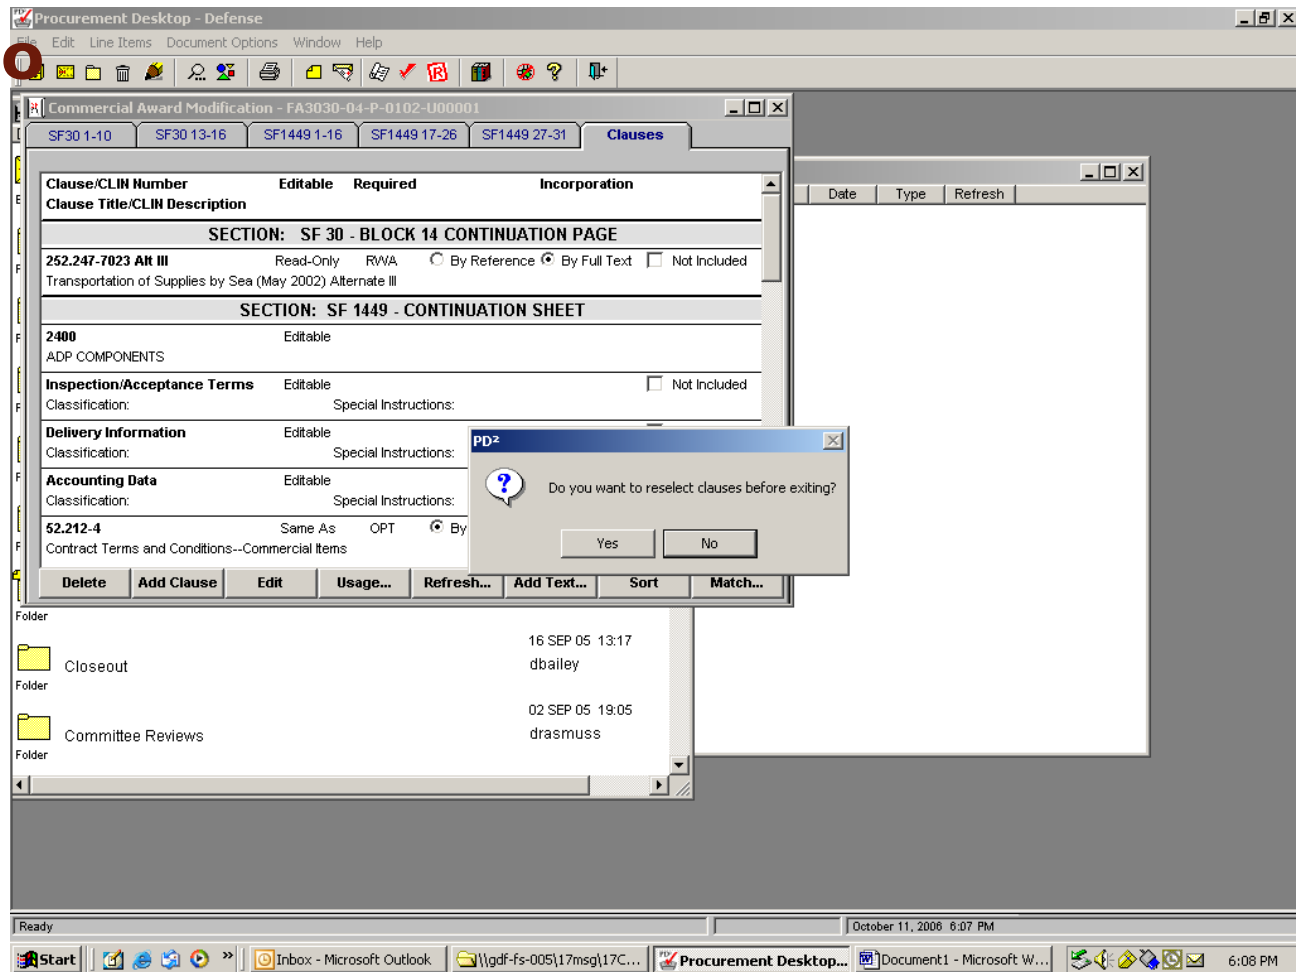 Procurement Desktop - Defense
File Edit Line Items Document Options Window Help
O
Commercial Award Modification - FA3030-04-P-0102-U00001
SF30 1-10 SF30 13-16 SF1449 1-16 SF1449 17-26 SF1449 27-31 Clauses
Clause/CLIN Number Editable Required Incorporation
Clause Title/CLIN Description
Date Type Refresh
SECTION: SF 30 - BLOCK 14 CONTINUATION PAGE
252.247-7023 Alt III Read-Only RWA By Reference By Full Text Not Included
Transportation of Supplies by Sea (May 2002) Alternate III
SECTION: SF 1449 - CONTINUATION SHEET
2400 Editable
ADP COMPONENTS
Inspection/Acceptance Terms Editable Not Included
Classification: Special Instructions:
Delivery Information Editable
Classification: Special Instructions:
Accounting Data Editable
Classification: Special Instructions:
52.212-4 Same As OPT By
Contract Terms and Conditions--Commercial Items
PD²
Do you want to reselect clauses before exiting?
Yes No
Delete Add Clause Edit Usage... Refresh... Add Text... Sort Match...
Folder
16 SEP 05 13:17
Closeout dbailey
Folder
02 SEP 05 19:05
Committee Reviews drasmuss
Folder
Ready October 11, 2006 6:07 PM
Start Inbox - Microsoft Outlook \\gdf-fs-005\17msg\17C... Procurement Desktop... Document1 - Microsoft W... 6:08 PM